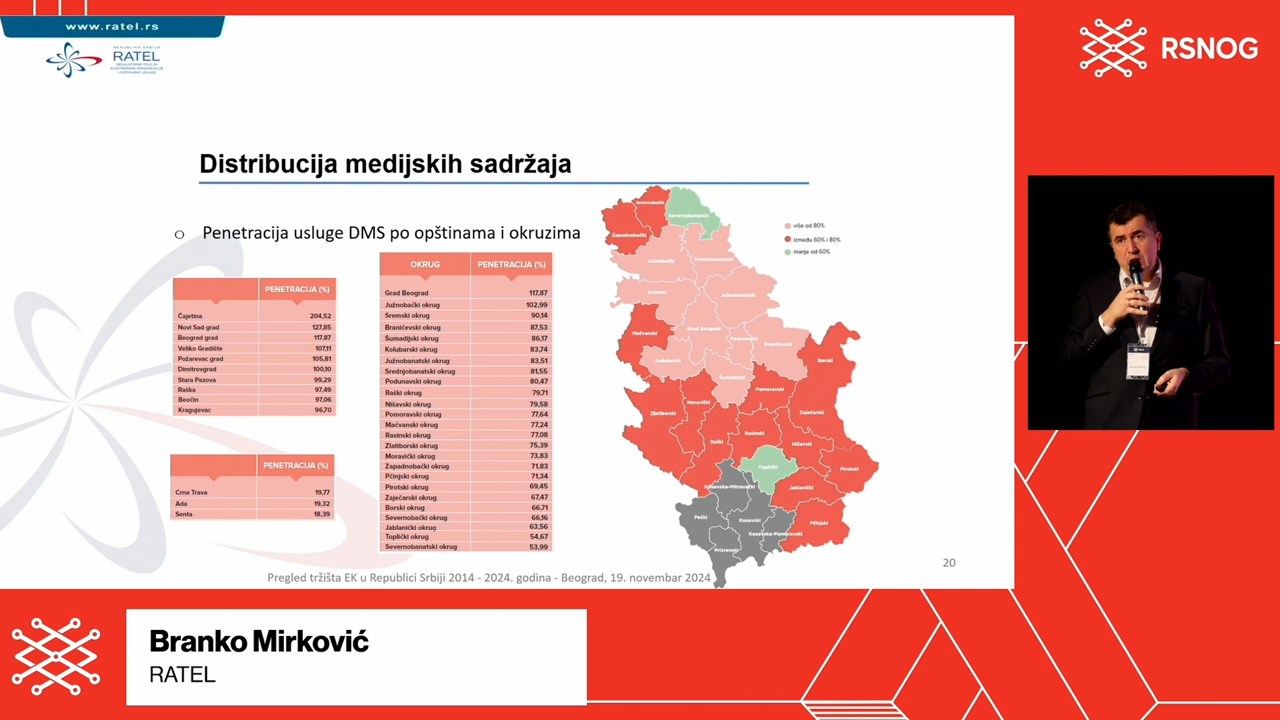 www.ratel.rs
REPUBLIKA SRBIJA
RATEL
REGULATORNO TELO ZA
ELEKTRONSKE KOMUNIKACIJE
I POŠTANSKE USLUGE
RSNOG
Distribucija medijskih sadržaja
o Penetracija usluge DMS po opštinama i okruzima
PENETRACIJA (%)
Čajetina 204,52
Novi Sad grad 127,85
Beograd grad 117,87
Veliko Gradište 107,11
Požarevac grad 105,81
Dimitrovgrad 100,10
Stara Pazova 99,29
Raška 97,49
Beočin 97,06
Kragujevac 96,70
PENETRACIJA (%)
Crna Trava 19,77
Ada 19,32
Senta 18,39
OKRUG PENETRACIJA (%)
Grad Beograd 117,87
Južnobački okrug 102,99
Sremski okrug 90,14
Braničevski okrug 87,53
Šumadijski okrug 86,17
Kolubarski okrug 83,74
Južnobanatski okrug 83,51
Srednjobanatski okrug 81,55
Podunavski okrug 80,47
Raški okrug 79,71
Nišavski okrug 79,58
Pomoravski okrug 77,64
Mačvanski okrug 77,24
Rasinski okrug 77,08
Zlatiborski okrug 75,39
Moravički okrug 73,83
Zapadnobački okrug 71,83
Pčinjski okrug 71,34
Pirotski okrug 69,45
Zaječarski okrug 67,47
Borski okrug 66,71
Severnobački okrug 66,16
Jablanički okrug 63,56
Toplički okrug 54,67
Severnobanatski okrug 53,99
više od 80%
između 60% i 80%
manje od 60%
Severnobački
Severnobanatski
Zapadnobački
Južnobački
Srednjobanatski
Sremski
Južnobanatski
Grad Beograd
Mačvanski
Podunavski
Braničevski
Kolubarski
Borski
Šumadijski
Pomoravski
Moravički
Zlatiborski
Zaječarski
Raški
Rasinski
Nišavski
Toplički
Pirotski
Kosovsko-Mitrovački
Jablanički
Pećki
Kosovski
Pčinjski
Kosovsko-Pomoravski
Prizrenski
Pregled tržišta EK u Republici Srbiji 2014 - 2024. godina - Beograd, 19. novembar 2024
20
Branko Mirković
RATEL